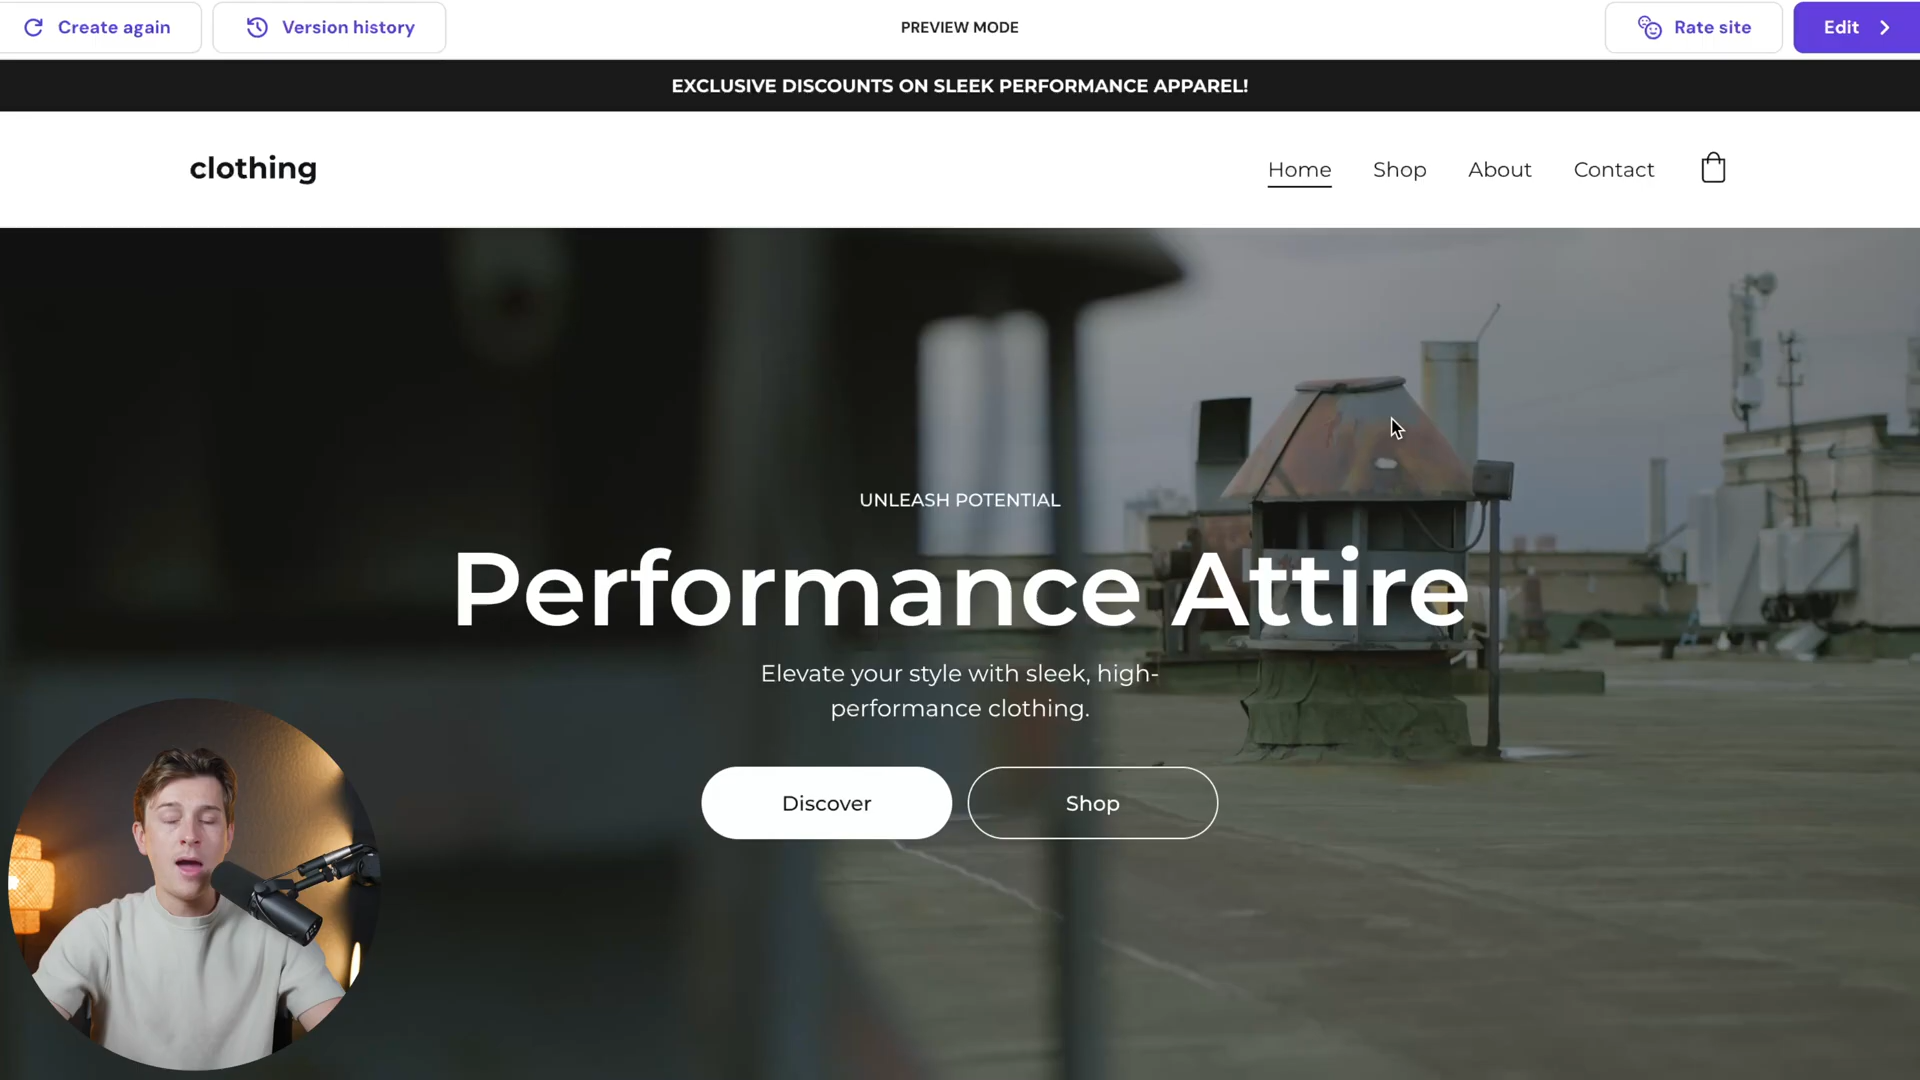 Create again
Version history
PREVIEW MODE
Rate site
Edit
EXCLUSIVE DISCOUNTS ON SLEEK PERFORMANCE APPAREL!
clothing
Home
Shop
About
Contact
UNLEASH POTENTIAL
Performance Attire
Elevate your style with sleek, high-
performance clothing.
Discover
Shop